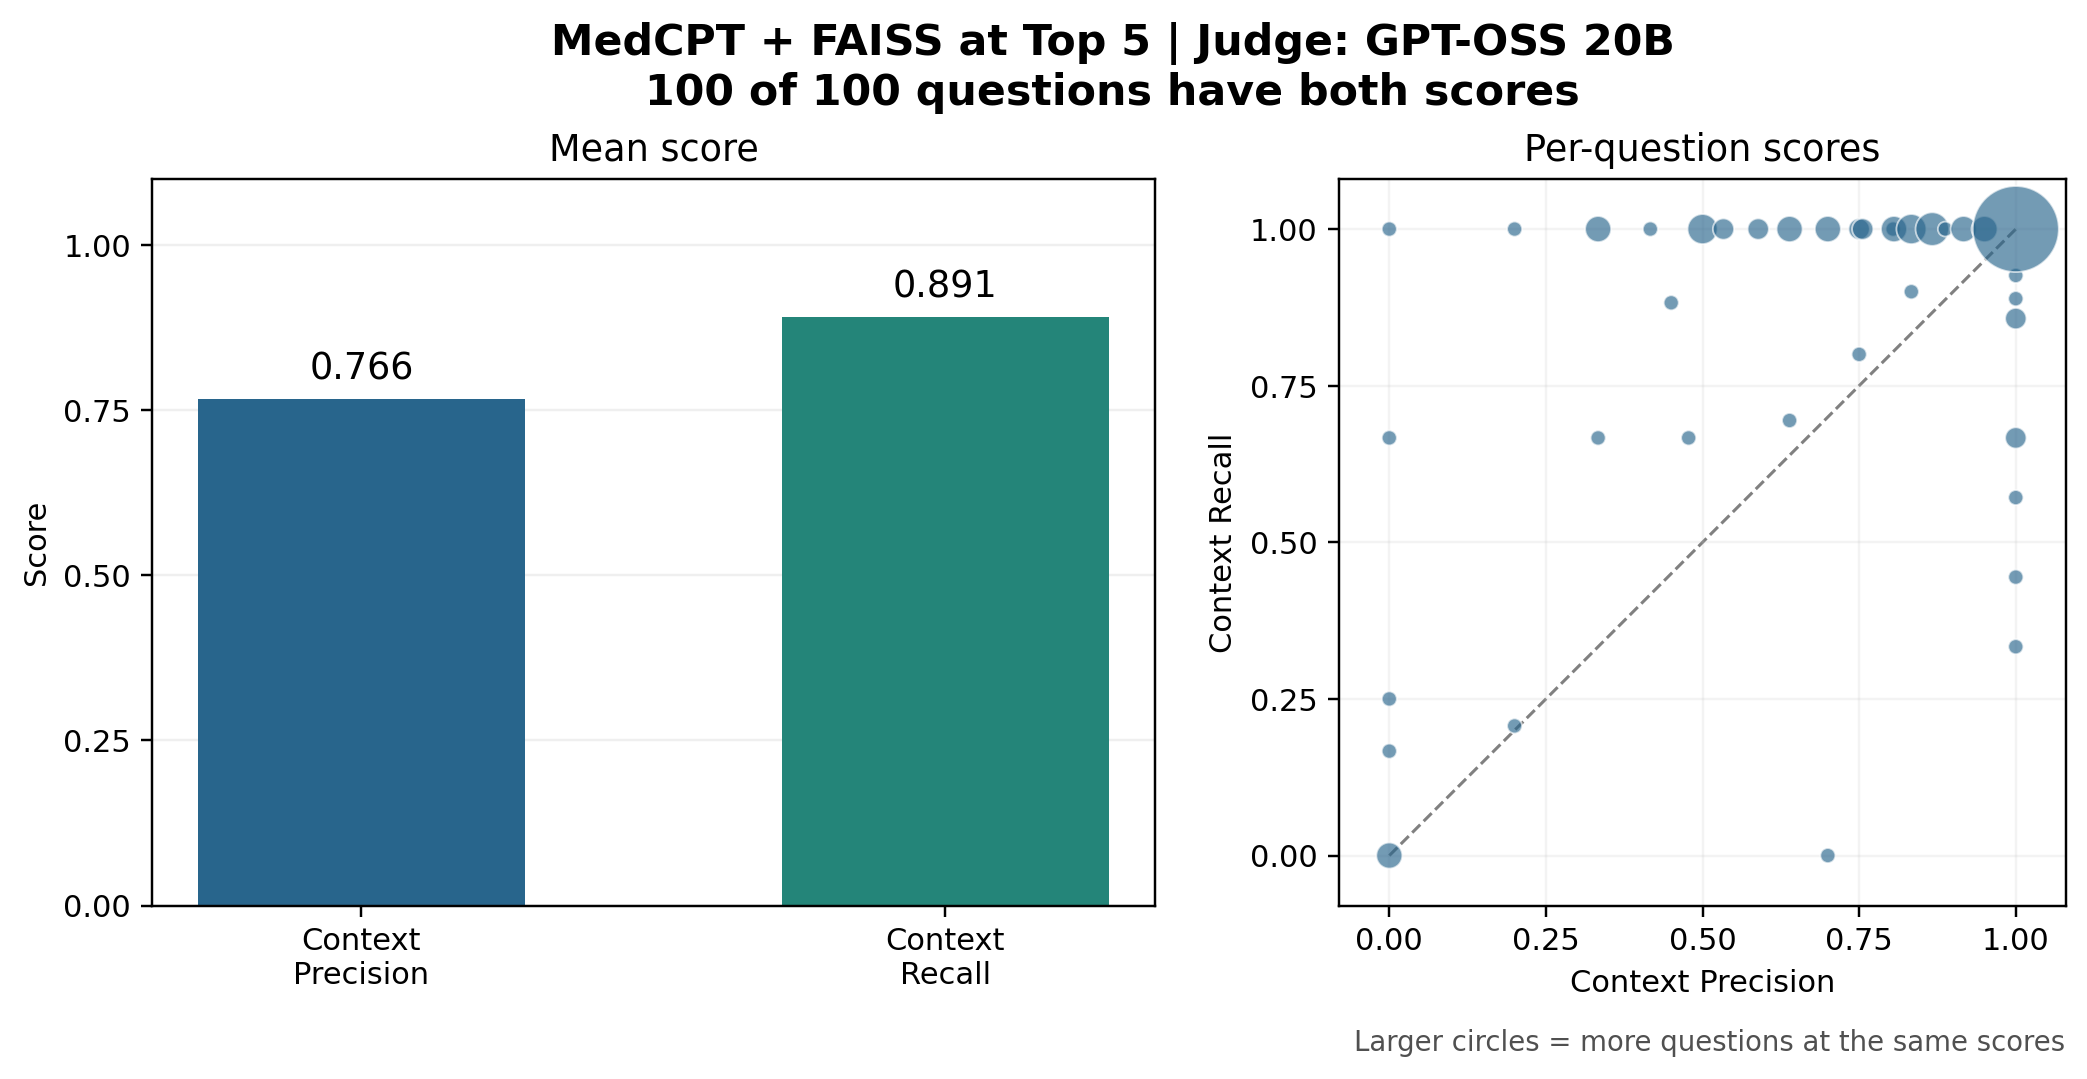 MedCPT + FAISS at Top 5 | Judge: GPT-OSS 20B
100 of 100 questions have both scores
Mean score
Score
1.00
0.75
0.50
0.25
0.00
0.766
0.891
Context
Precision
Context
Recall
Per-question scores
Context Recall
1.00
0.75
0.50
0.25
0.00
0.00 0.25 0.50 0.75 1.00
Context Precision
Larger circles = more questions at the same scores